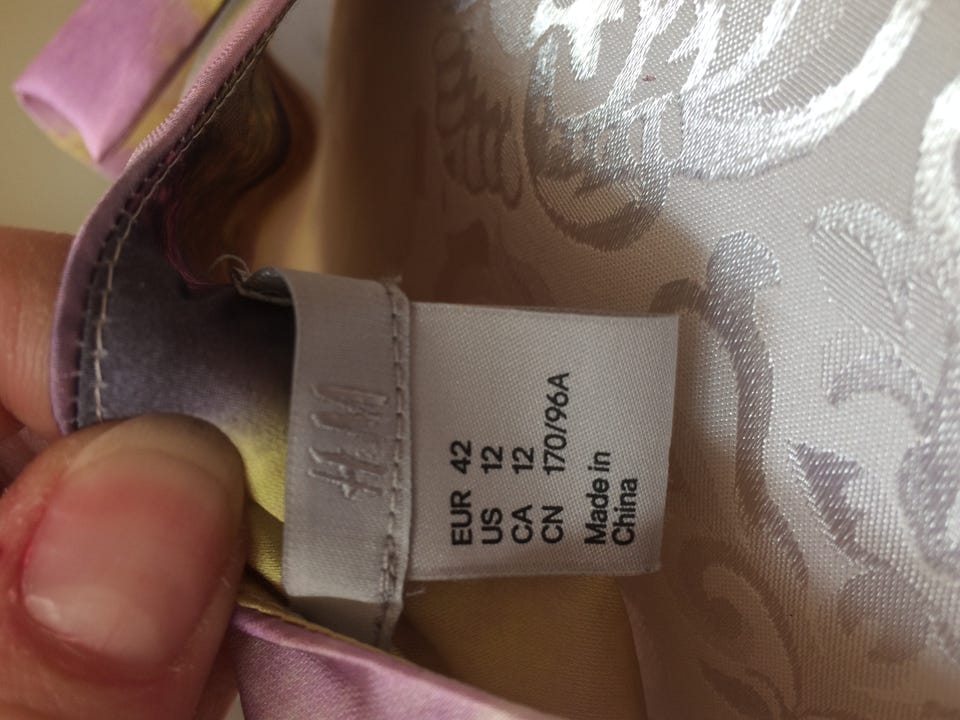 H&M
EUR 42
US 12
CA 12
CN 170/96A
Made in
China